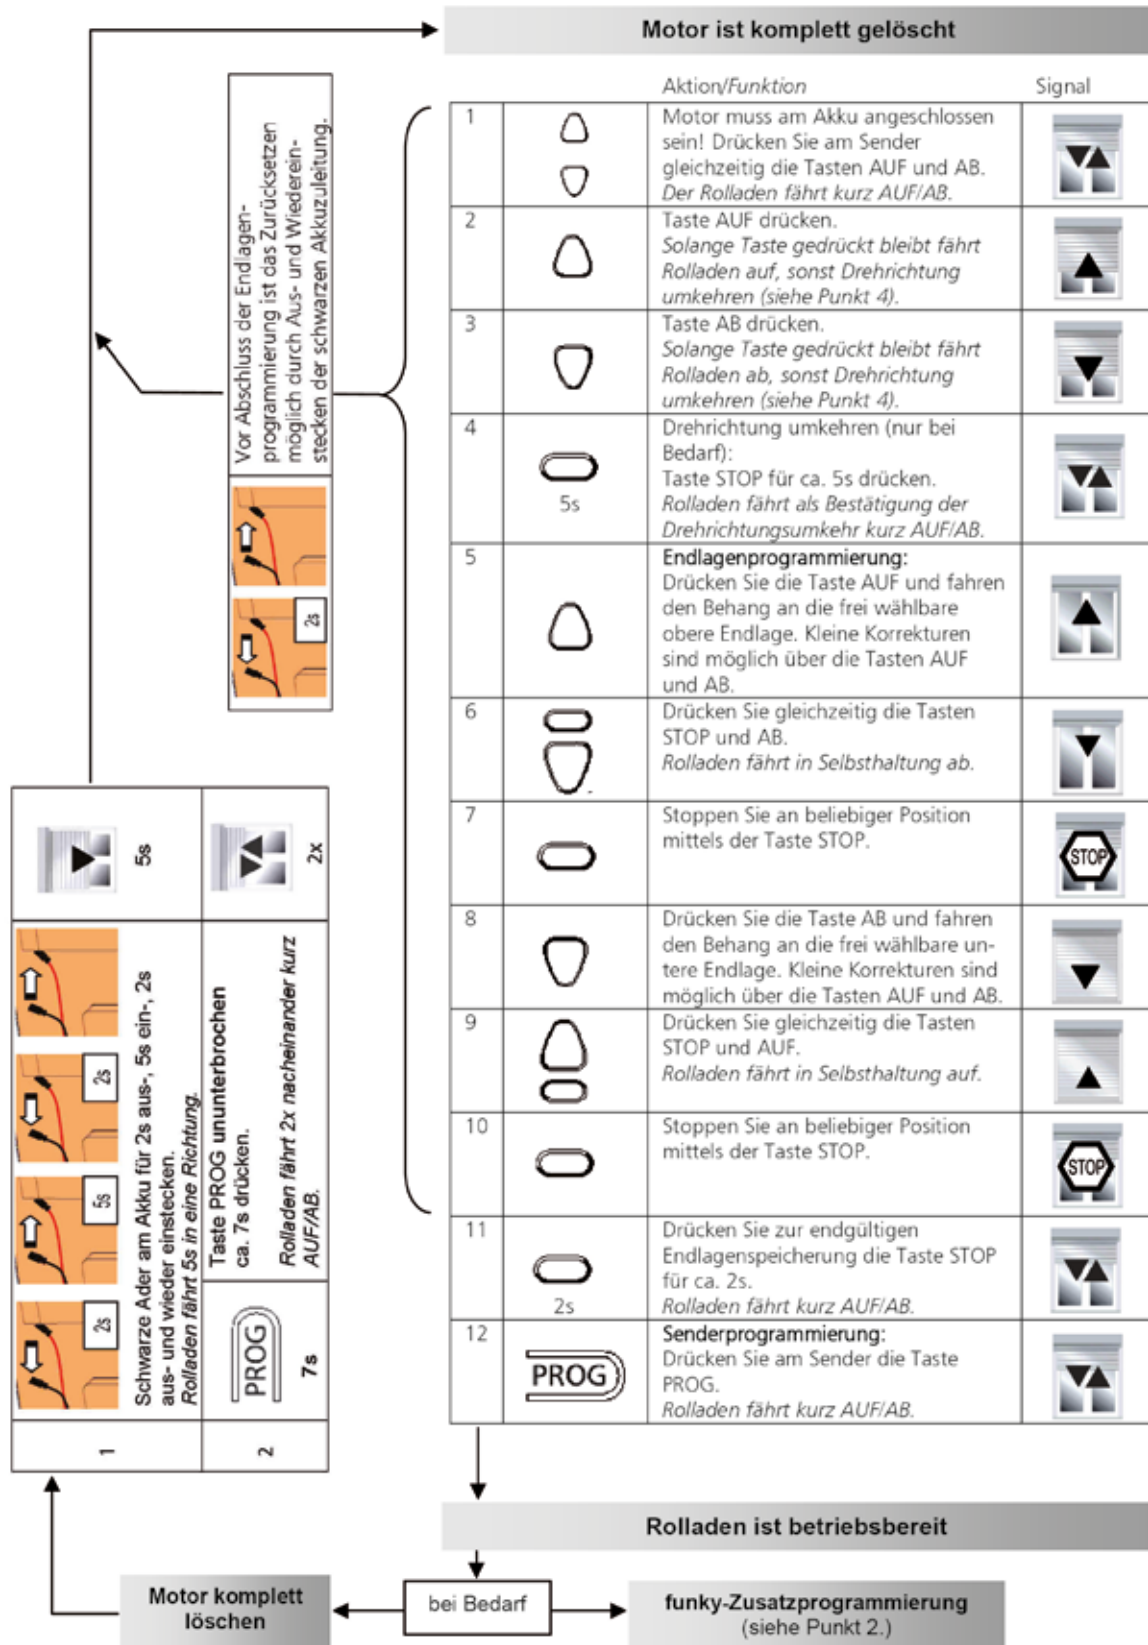 Motor ist komplett gelöscht
Aktion/Funktion
Signal
1
Motor muss am Akku angeschlossen
sein! Drücken Sie am Sender
gleichzeitig die Tasten AUF und AB.
Der Rolladen fährt kurz AUF/AB.
2
Taste AUF drücken.
Solange Taste gedrückt bleibt fährt
Rolladen auf, sonst Drehrichtung
umkehren (siehe Punkt 4).
3
Taste AB drücken.
Solange Taste gedrückt bleibt fährt
Rolladen ab, sonst Drehrichtung
umkehren (siehe Punkt 4).
4
5s
Drehrichtung umkehren (nur bei
Bedarf):
Taste STOP für ca. 5s drücken.
Rolladen fährt als Bestätigung der
Drehrichtungsumkehr kurz AUF/AB.
5
Endlagenprogrammierung:
Drücken Sie die Taste AUF und fahren
den Behang an die frei wählbare
obere Endlage. Kleine Korrekturen
sind möglich über die Tasten AUF
und AB.
6
Drücken Sie gleichzeitig die Tasten
STOP und AB.
Rolladen fährt in Selbsthaltung ab.
7
Stoppen Sie an beliebiger Position
mittels der Taste STOP.
STOP
8
Drücken Sie die Taste AB und fahren
den Behang an die frei wählbare un-
tere Endlage. Kleine Korrekturen sind
möglich über die Tasten AUF und AB.
9
Drücken Sie gleichzeitig die Tasten
STOP und AUF.
Rolladen fährt in Selbsthaltung auf.
10
Stoppen Sie an beliebiger Position
mittels der Taste STOP.
STOP
11
2s
Drücken Sie zur endgültigen
Endlagenspeicherung die Taste STOP
für ca. 2s.
Rolladen fährt kurz AUF/AB.
12
PROG
Senderprogrammierung:
Drücken Sie am Sender die Taste
PROG.
Rolladen fährt kurz AUF/AB.
Vor Abschluss der Endlagen-
programmierung ist das Zurücksetzen
möglich durch Aus- und Wiederein-
stecken der schwarzen Akkuzuleitung.
2s
1
2s
5s
2s
Schwarze Ader am Akku für 2s aus-, 5s ein-, 2s
aus- und wieder einstecken.
Rolladen fährt 5s in eine Richtung.
5s
2
PROG
7s
Taste PROG ununterbrochen
ca. 7s drücken.
Rolladen fährt 2x nacheinander kurz
AUF/AB.
2x
Rolladen ist betriebsbereit
Motor komplett
löschen
bei Bedarf
funky-Zusatzprogrammierung
(siehe Punkt 2.)